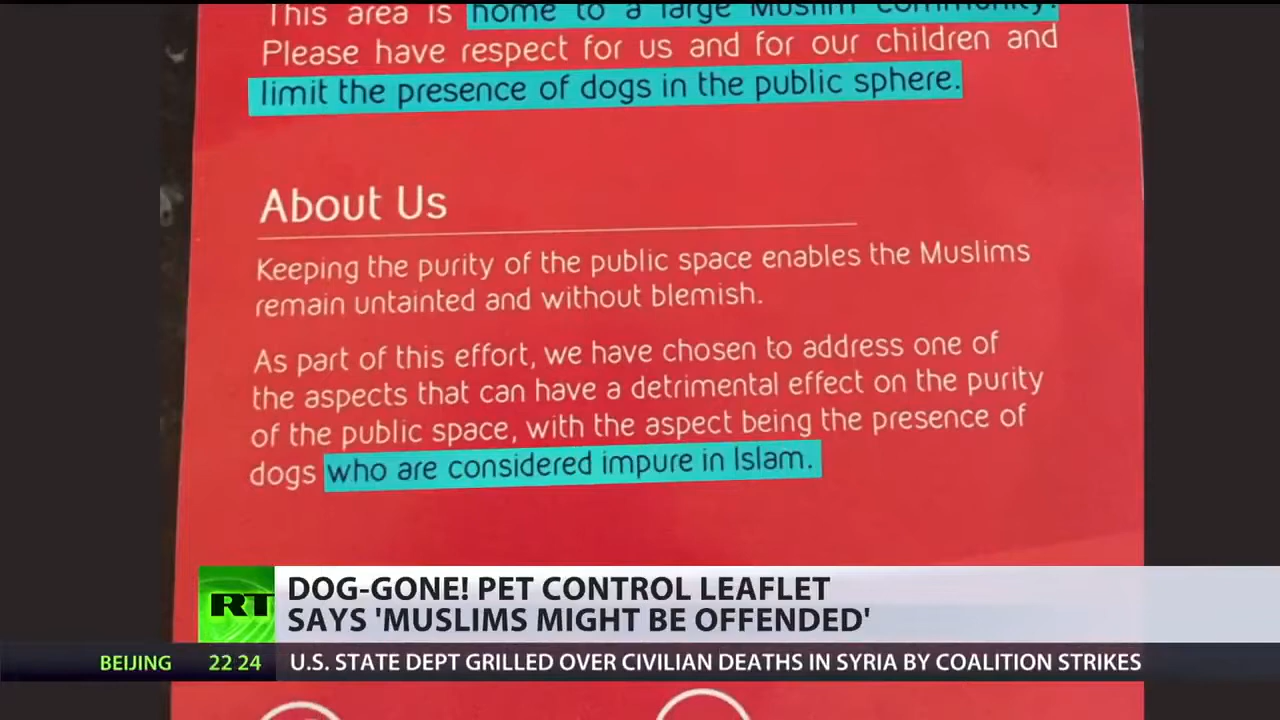 This area is home to a large Muslim community!
Please have respect for us and for our children and
limit the presence of dogs in the public sphere.
About Us
Keeping the purity of the public space enables the Muslims
remain untainted and without blemish.
As part of this effort, we have chosen to address one of
the aspects that can have a detrimental effect on the purity
of the public space, with the aspect being the presence of
dogs who are considered impure in Islam.
RT
DOG-GONE! PET CONTROL LEAFLET
SAYS 'MUSLIMS MIGHT BE OFFENDED'
BEIJING 22 24 U.S. STATE DEPT GRILLED OVER CIVILIAN DEATHS IN SYRIA BY COALITION STRIKES